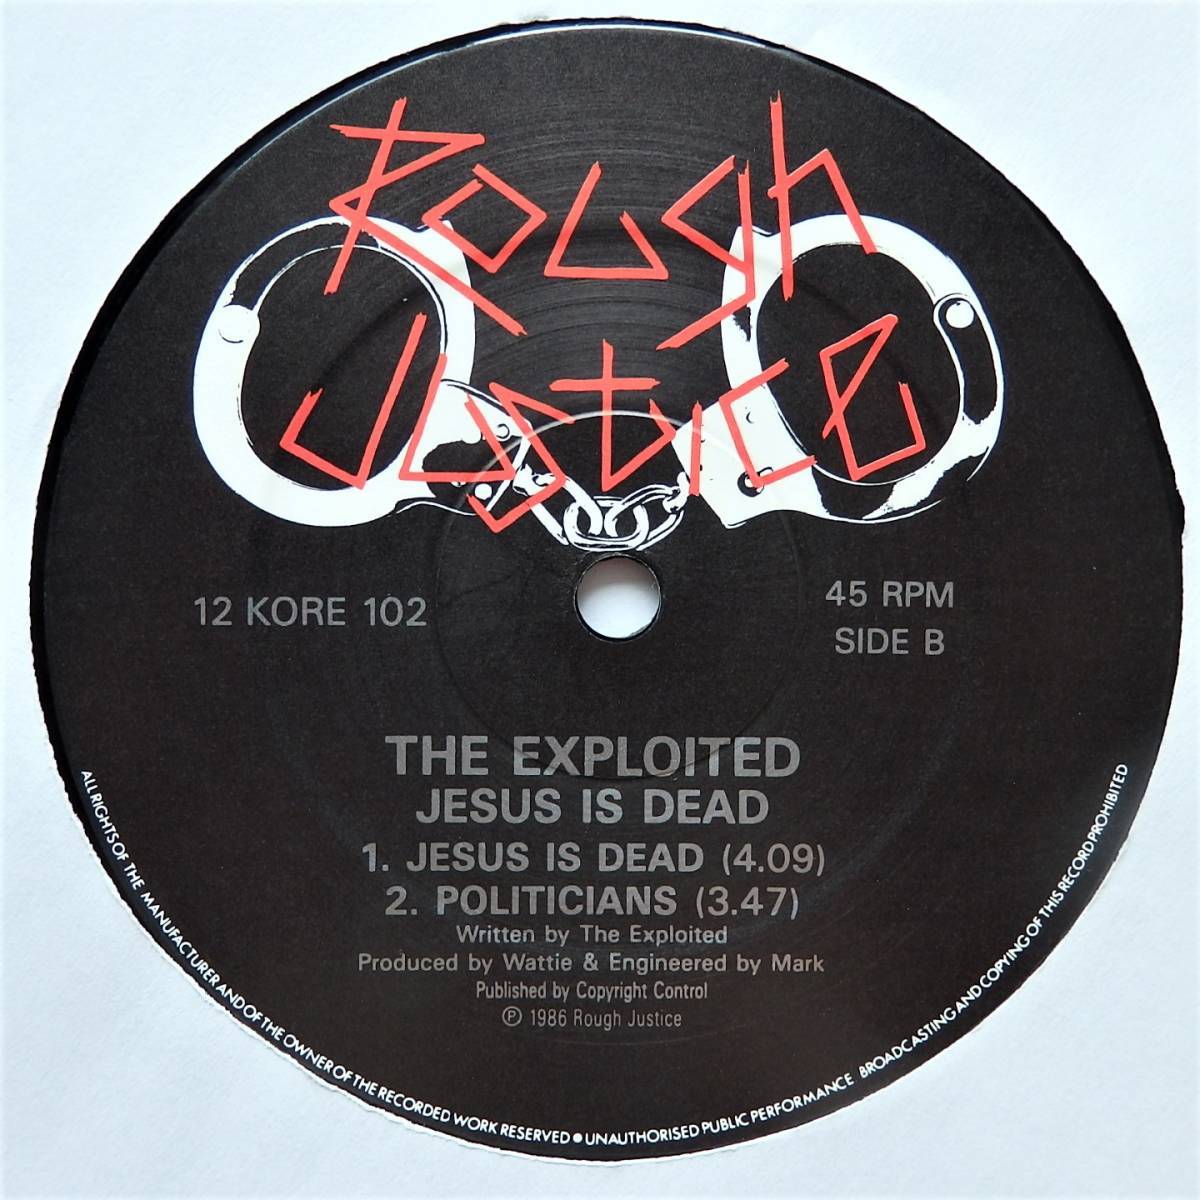 Rough
Justice
12 KORE 102
45 RPM
SIDE B
THE EXPLOITED
JESUS IS DEAD
1. JESUS IS DEAD (4.09)
2. POLITICIANS (3.47)
Written by The Exploited
Produced by Wattie & Engineered by Mark
Published by Copyright Control
℗ 1986 Rough Justice
ALL RIGHTS OF THE MANUFACTURER AND OF THE OWNER OF THE RECORDED WORK RESERVED ● UNAUTHORISED PUBLIC PERFORMANCE BROADCASTING AND COPYING OF THIS RECORD PROHIBITED